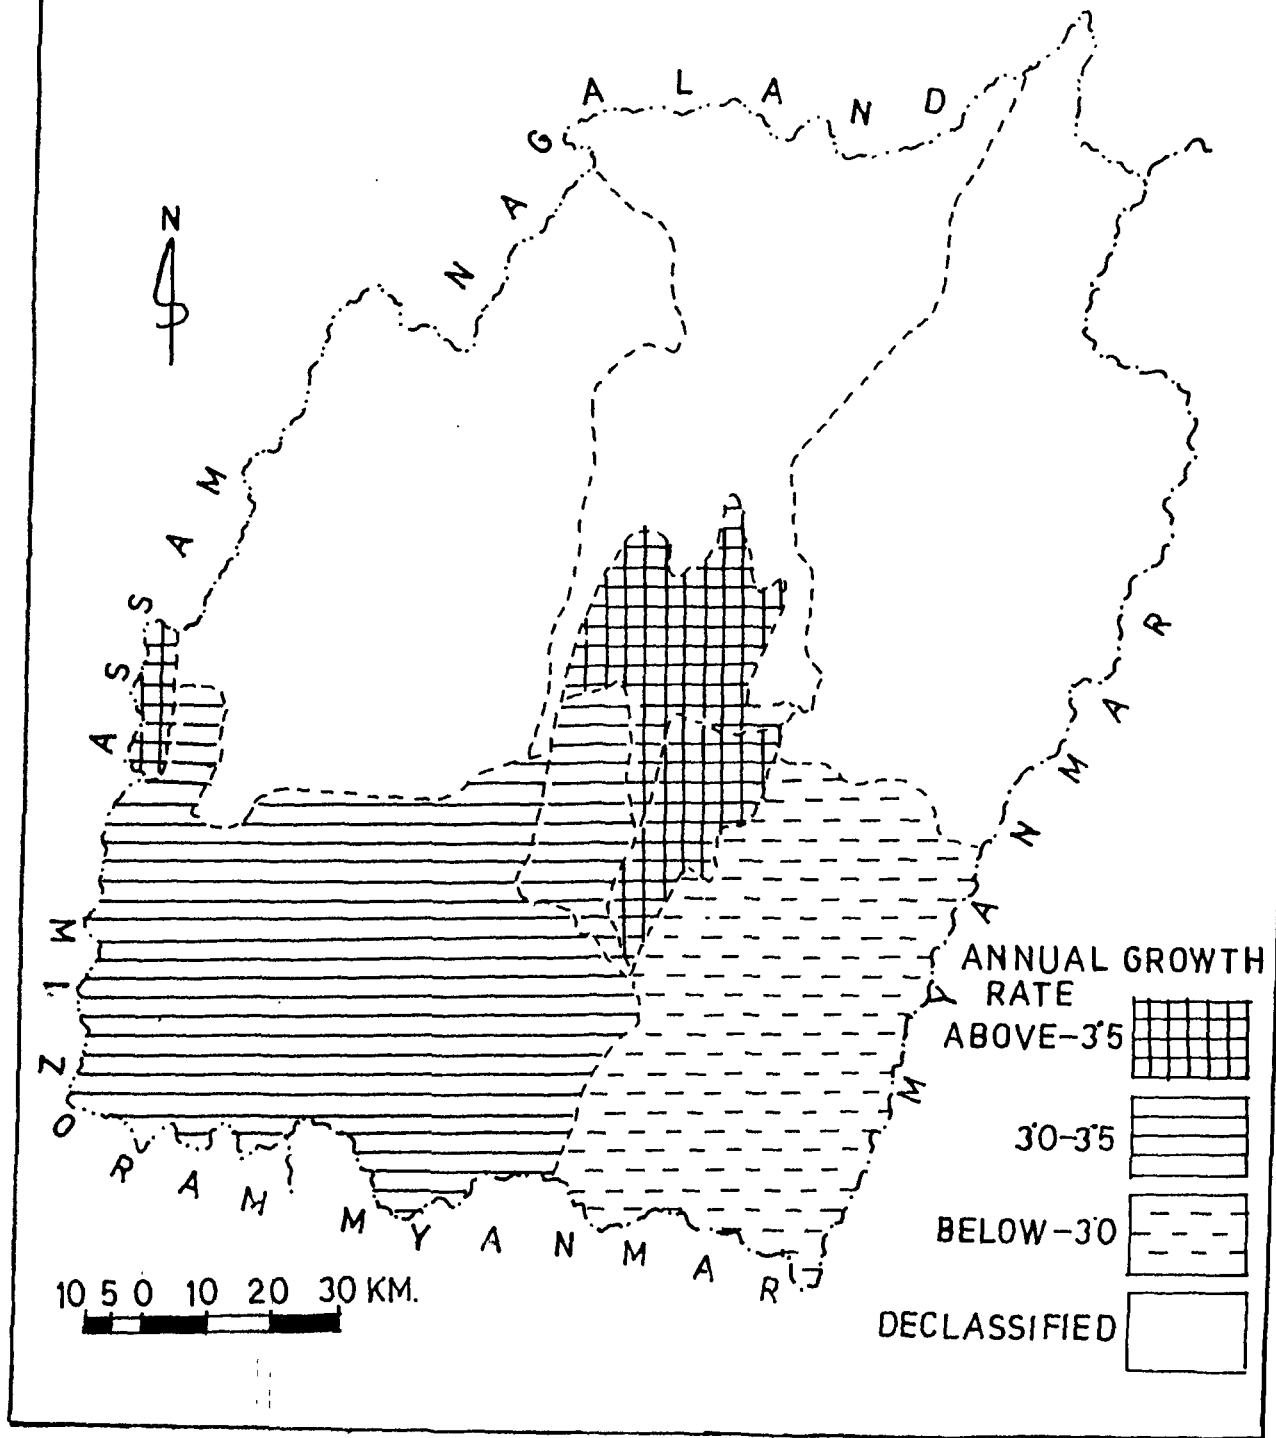 NAGALAND
N
ASSAM
MIZORAM
MYANMAR
MYANMAR
ANNUAL GROWTH
RATE
ABOVE-3.5
3.0-3.5
BELOW-3.0
DECLASSIFIED
10 5 0 10 20 30 KM.